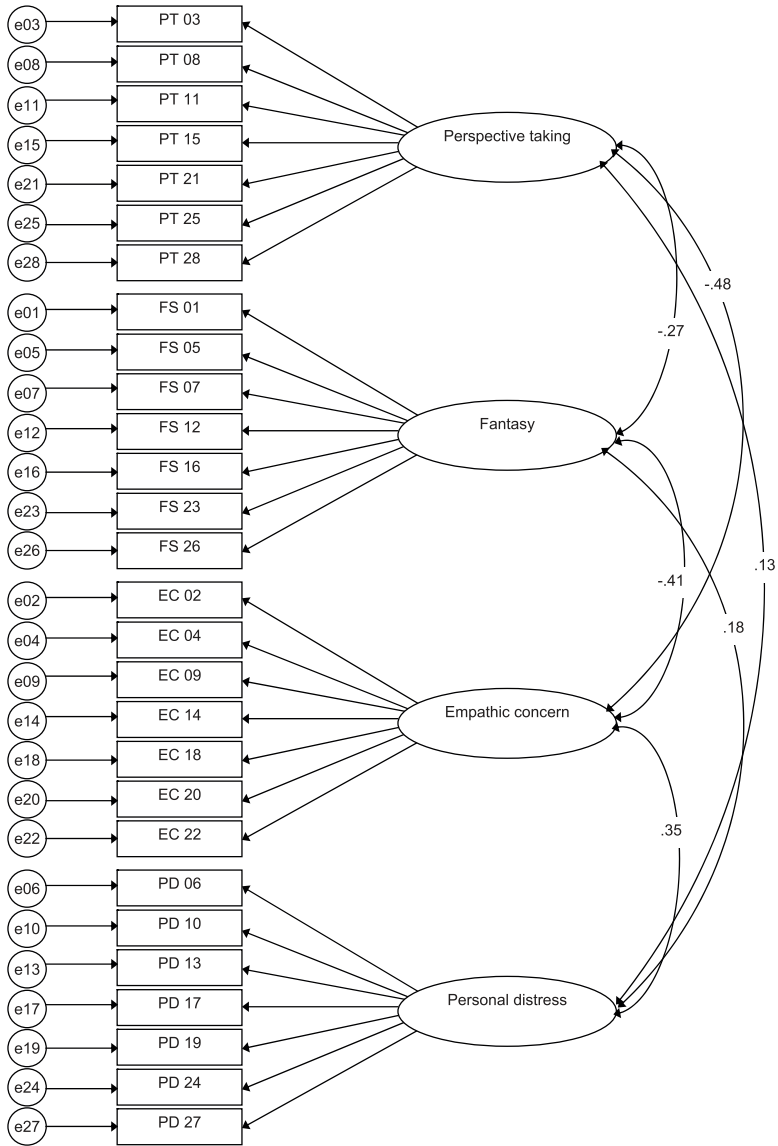 e03 PT 03
e08 PT 08
e11 PT 11
e15 PT 15
e21 PT 21
e25 PT 25
e28 PT 28
Perspective taking
e01 FS 01
e05 FS 05
e07 FS 07
e12 FS 12
e16 FS 16
e23 FS 23
e26 FS 26
Fantasy
e02 EC 02
e04 EC 04
e09 EC 09
e14 EC 14
e18 EC 18
e20 EC 20
e22 EC 22
Empathic concern
e06 PD 06
e10 PD 10
e13 PD 13
e17 PD 17
e19 PD 19
e24 PD 24
e27 PD 27
Personal distress
-.48
-.27
.13
-.41
.18
.35